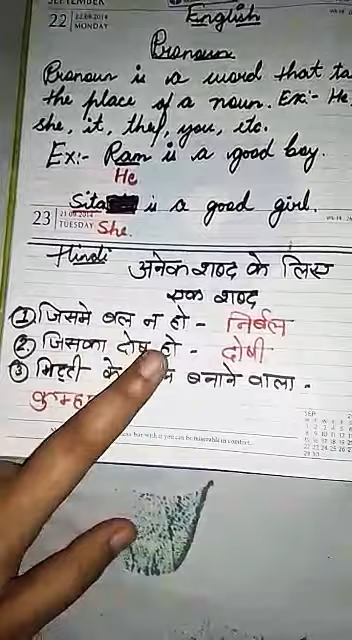 SEPTEMBER
22 22.09.2014 MONDAY
English
Pronoun
Pronoun is a word that ta
the place of a noun. Ex:- He
she, it, they, you, etc.
Ex:- Ram is a good boy.
He
Sita is a good girl.
23 TUESDAY
She.
Hindi
अनेक शब्द के लिए
एक शब्द
① जिसमे बल न हो - निर्बल
② जिसका दोष हो - दोषी
③ मिट्टी के बनाने वाला -
कुम्हा
SEP